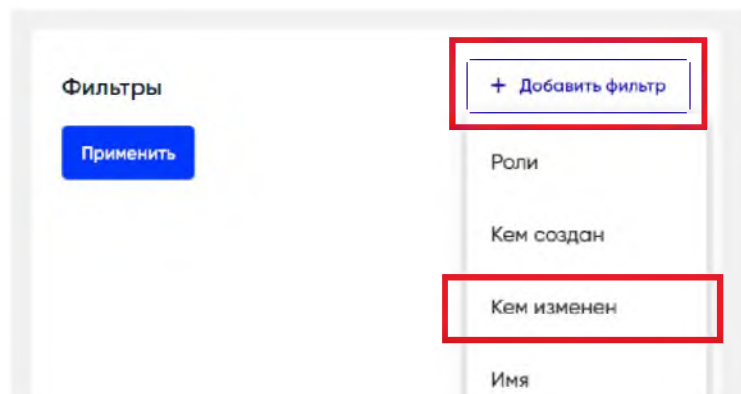 Фильтры
+ Добавить фильтр
Применить
Роли
Кем создан
Кем изменен
Имя